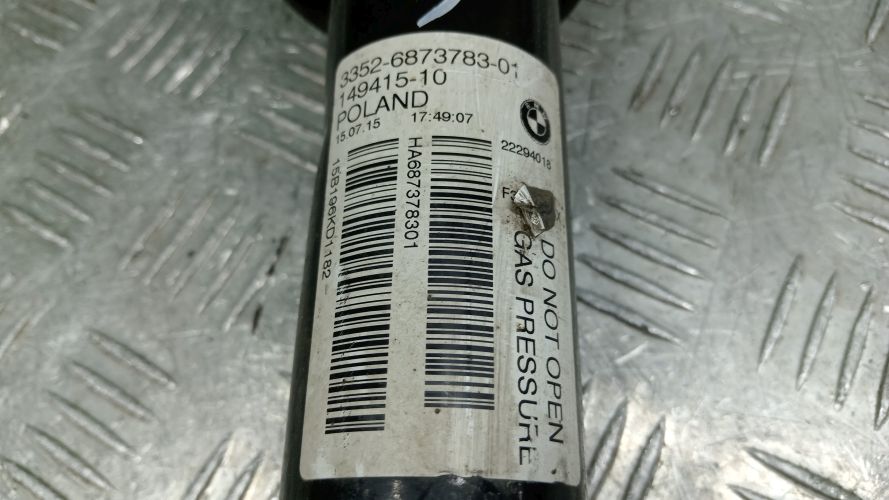 3352-6873783-01
149415-10
POLAND
15.07.15 17:49:07
22294018
HA687378301
15B196KD1182
DO NOT OPEN
GAS PRESSURE